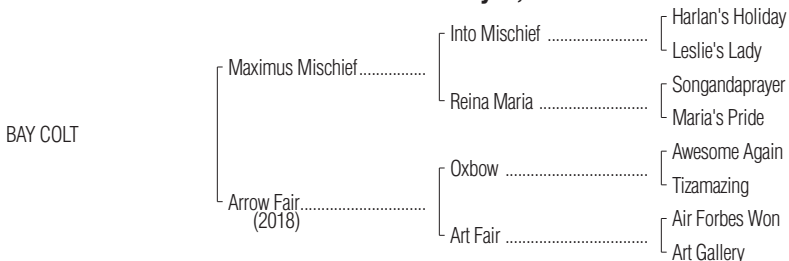 Harlan's Holiday
Into Mischief ..........................
Leslie's Lady
Maximus Mischief................
Songandaprayer
Reina Maria ............................
Maria's Pride
BAY COLT
Awesome Again
Oxbow ....................................
Tizamazing
Arrow Fair..............................
(2018)
Air Forbes Won
Art Fair ....................................
Art Gallery